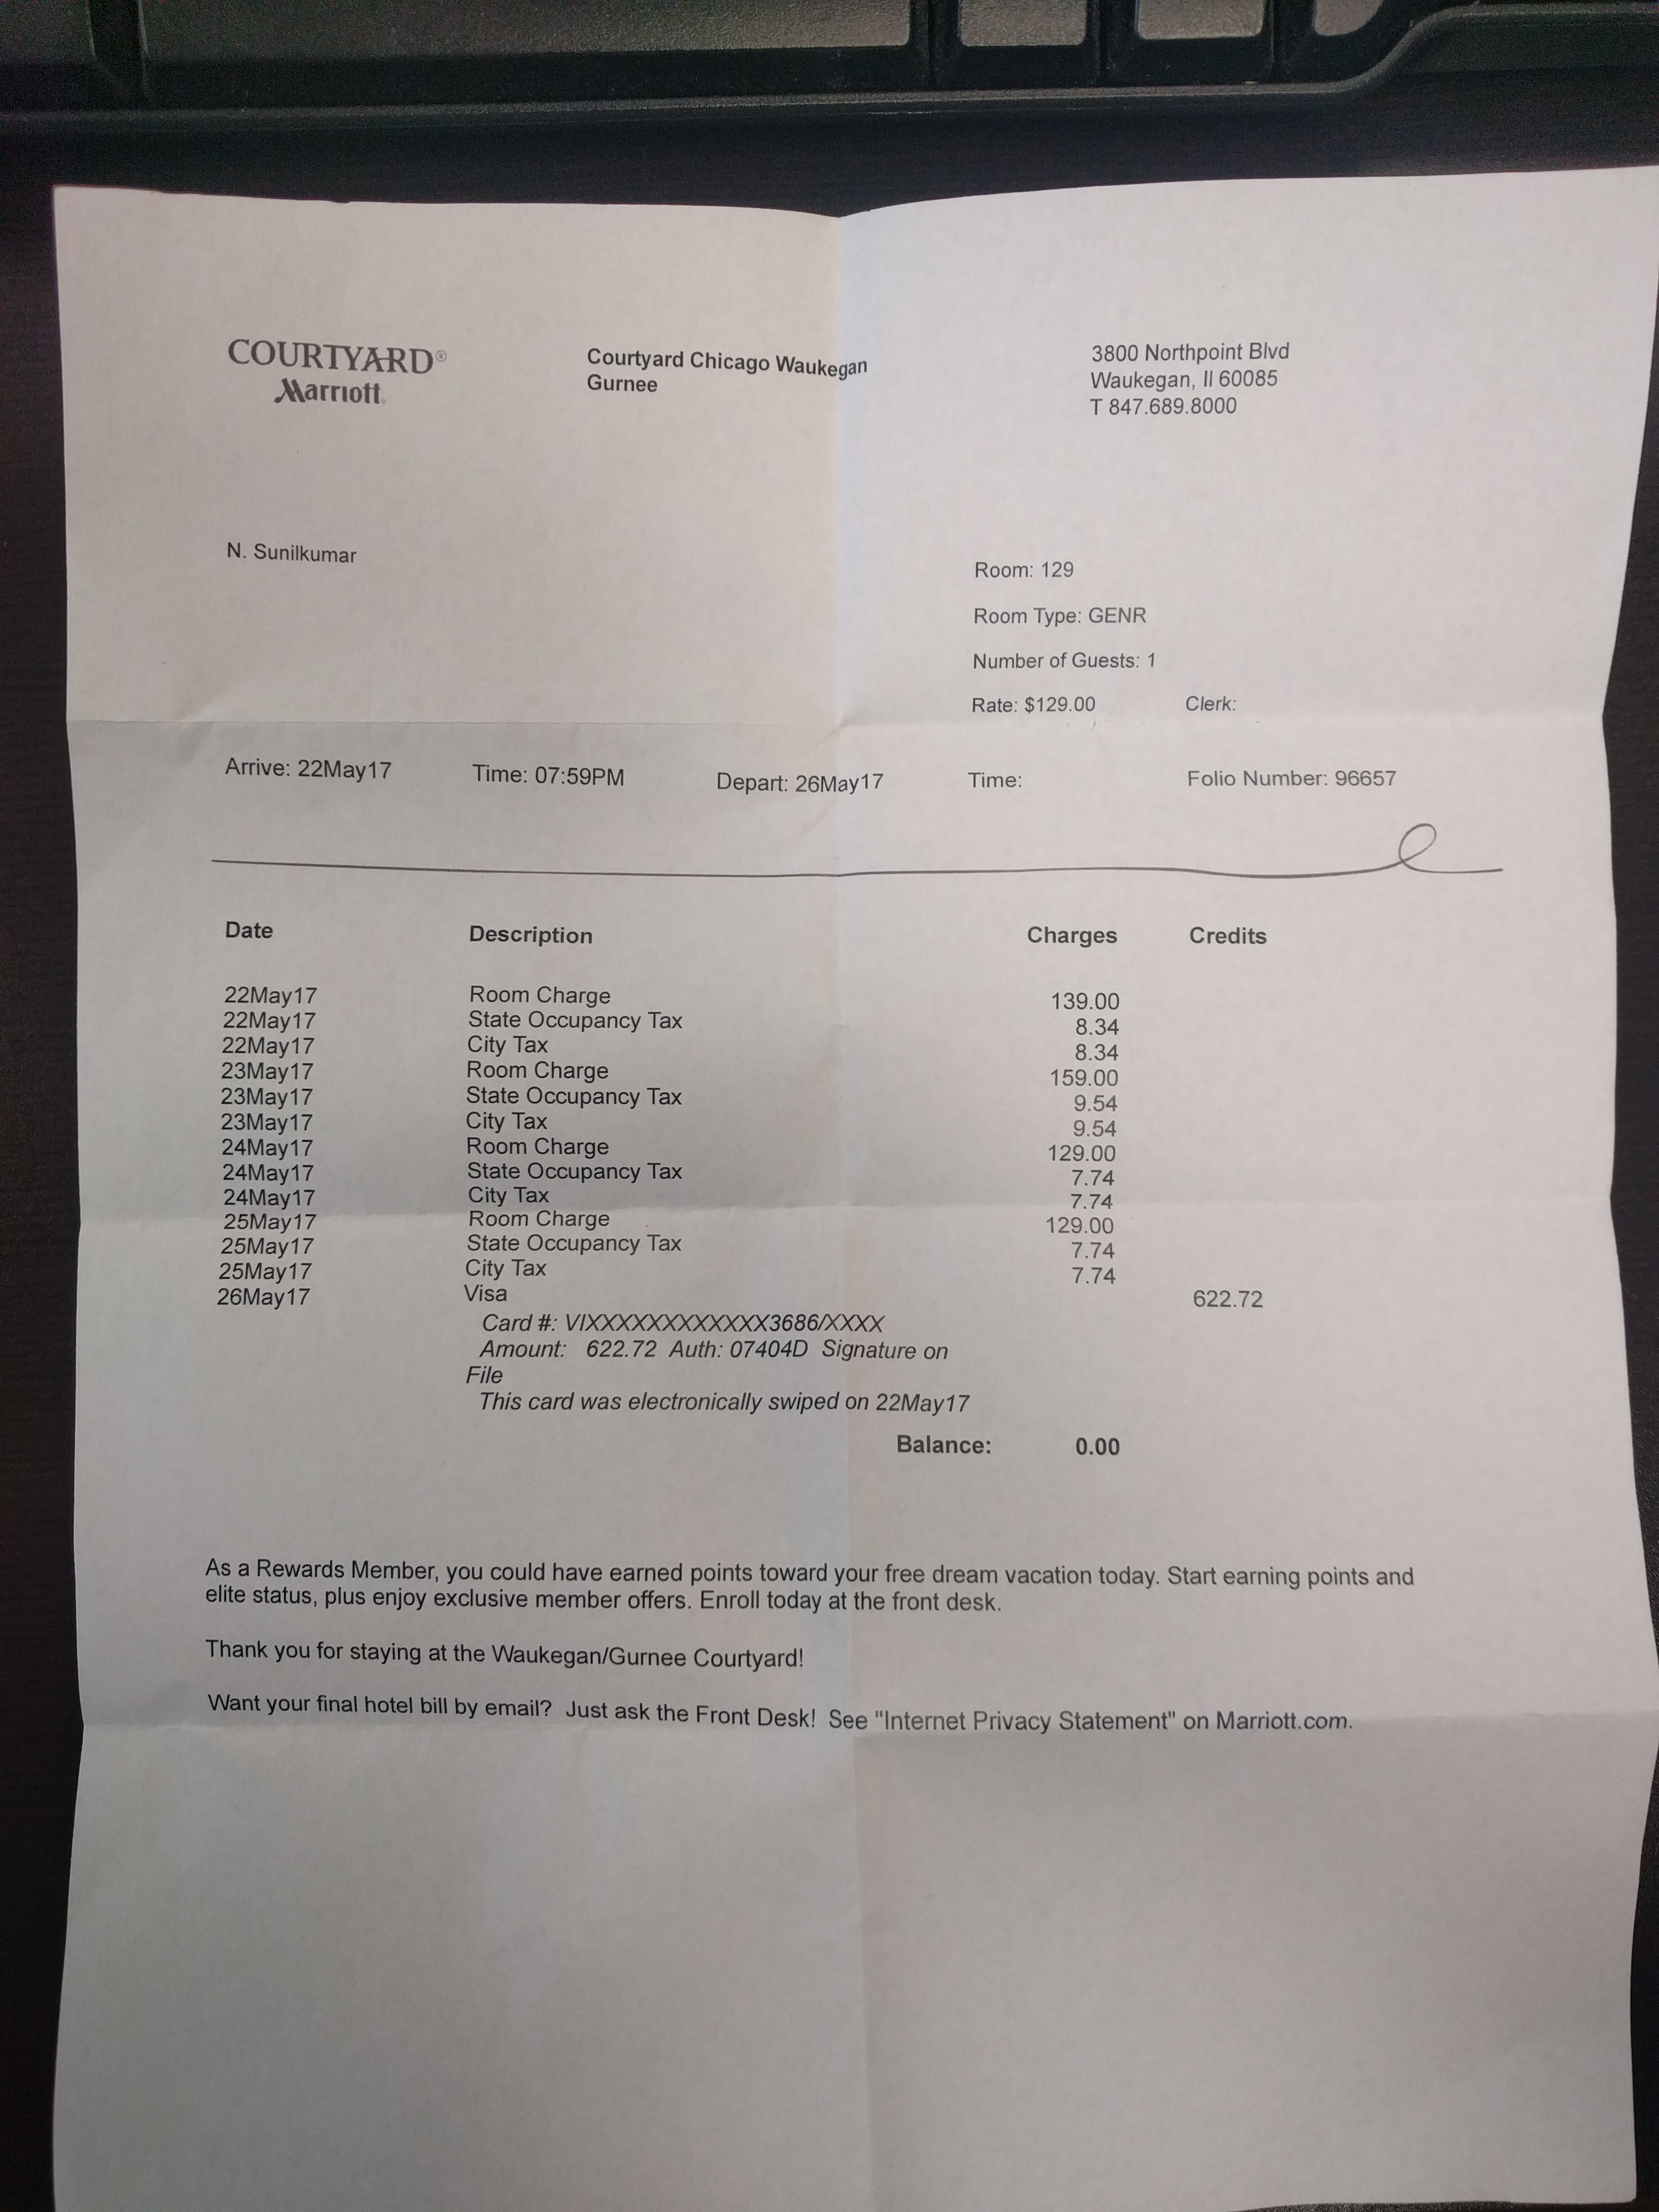 COURTYARD®
Marriott
Courtyard Chicago Waukegan
Gurnee
3800 Northpoint Blvd
Waukegan, Il 60085
T 847.689.8000
N. Sunilkumar
Room: 129
Room Type: GENR
Number of Guests: 1
Rate: $129.00 Clerk:
Arrive: 22May17 Time: 07:59PM Depart: 26May17 Time: Folio Number: 96657
Date Description Charges Credits
22May17 Room Charge 139.00
22May17 State Occupancy Tax 8.34
22May17 City Tax 8.34
23May17 Room Charge 159.00
23May17 State Occupancy Tax 9.54
23May17 City Tax 9.54
24May17 Room Charge 129.00
24May17 State Occupancy Tax 7.74
24May17 City Tax 7.74
25May17 Room Charge 129.00
25May17 State Occupancy Tax 7.74
25May17 City Tax 7.74
26May17 Visa 622.72
Card #: VIXXXXXXXXXXXX3686/XXXX
Amount: 622.72 Auth: 07404D Signature on
File
This card was electronically swiped on 22May17
Balance: 0.00
As a Rewards Member, you could have earned points toward your free dream vacation today. Start earning points and
elite status, plus enjoy exclusive member offers. Enroll today at the front desk.
Thank you for staying at the Waukegan/Gurnee Courtyard!
Want your final hotel bill by email? Just ask the Front Desk! See "Internet Privacy Statement" on Marriott.com.